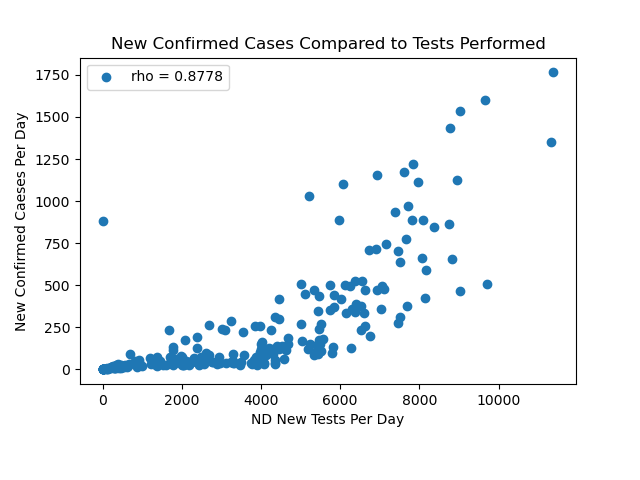 New Confirmed Cases Compared to Tests Performed
rho = 0.8778
New Confirmed Caeses Per Day
1750
1500
1250
1000
750
500
250
0
0 2000 4000 6000 8000 10000
ND New Tests Per Day